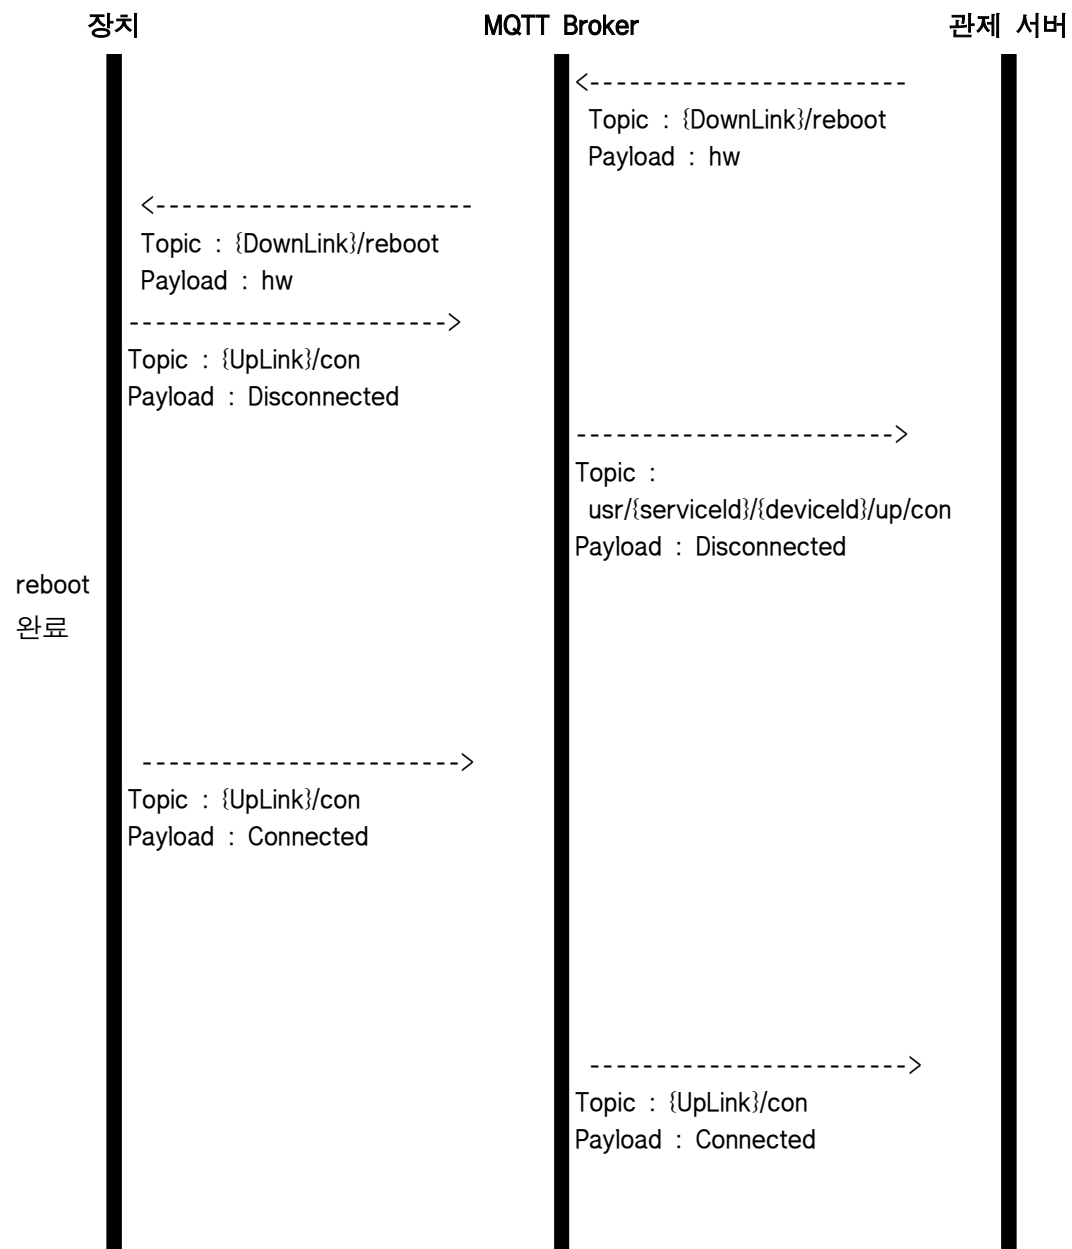 장치 MQTT Broker 관제 서버
<------------------------
Topic : {DownLink}/reboot
Payload : hw
<------------------------
Topic : {DownLink}/reboot
Payload : hw
------------------------>
Topic : {UpLink}/con
Payload : Disconnected
------------------------>
Topic :
usr/{serviceId}/{deviceId}/up/con
Payload : Disconnected
reboot
완료
------------------------>
Topic : {UpLink}/con
Payload : Connected
------------------------>
Topic : {UpLink}/con
Payload : Connected